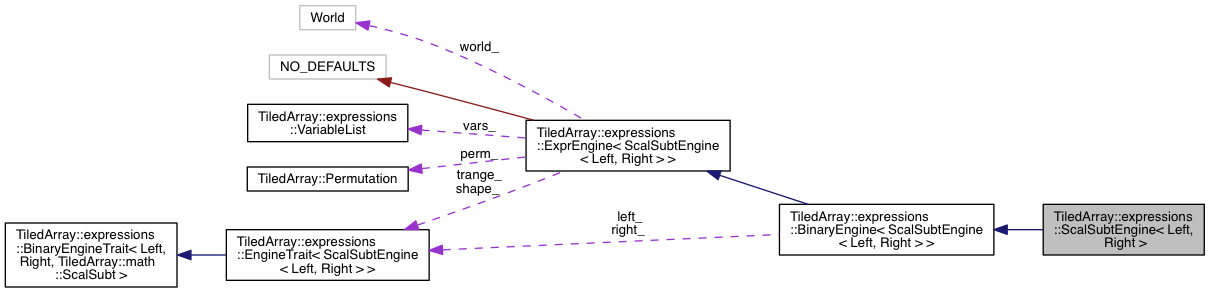 World
world_
NO_DEFAULTS
TiledArray::expressions
::VariableList
vars_
TiledArray::expressions
::ExprEngine< ScalSubtEngine
< Left, Right > >
perm_
TiledArray::Permutation
trange_
shape_
TiledArray::expressions
::BinaryEngineTrait< Left,
Right, TiledArray::math
::ScalSubt >
TiledArray::expressions
::EngineTrait< ScalSubtEngine
< Left, Right > >
left_
right_
TiledArray::expressions
::BinaryEngine< ScalSubtEngine
< Left, Right > >
TiledArray::expressions
::ScalSubtEngine< Left,
Right >